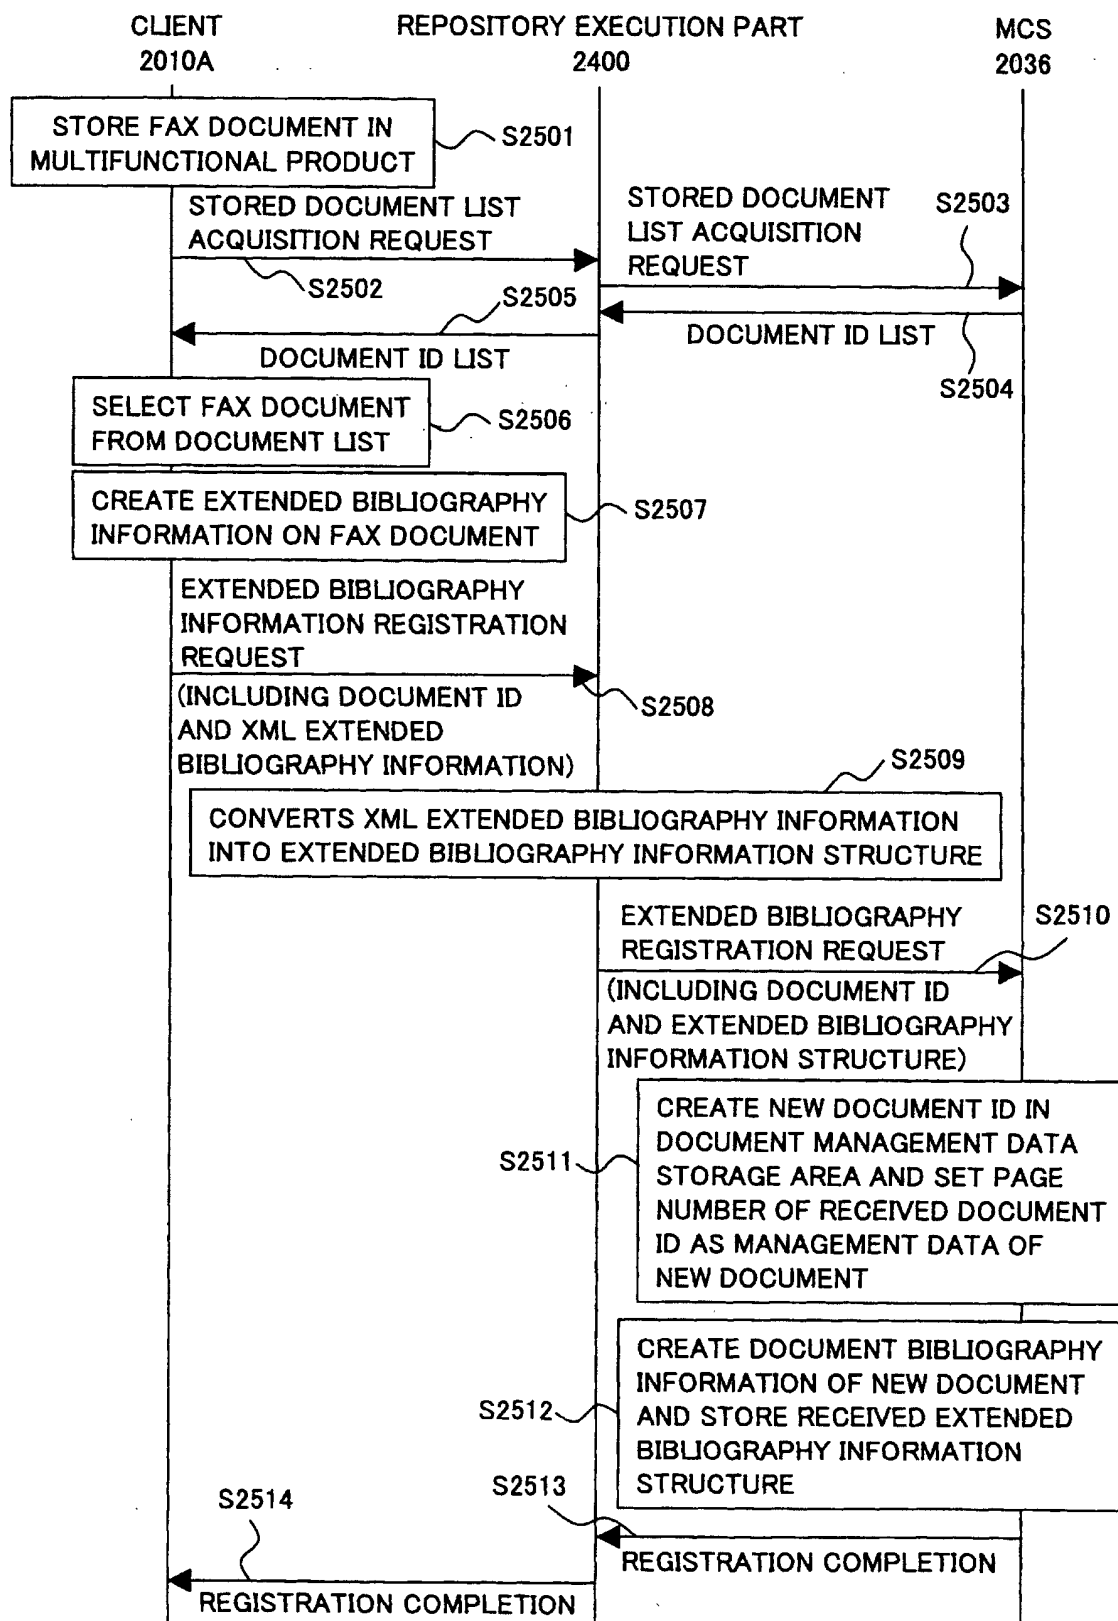 CLIENT
2010A
REPOSITORY EXECUTION PART
2400
MCS
2036
STORE FAX DOCUMENT IN
MULTIFUNCTIONAL PRODUCT
S2501
STORED DOCUMENT LIST
ACQUISITION REQUEST
S2502
STORED DOCUMENT
LIST ACQUISITION
REQUEST
S2503
S2505
DOCUMENT ID LIST
DOCUMENT ID LIST
S2504
SELECT FAX DOCUMENT
FROM DOCUMENT LIST
S2506
CREATE EXTENDED BIBLIOGRAPHY
INFORMATION ON FAX DOCUMENT
S2507
EXTENDED BIBLIOGRAPHY
INFORMATION REGISTRATION
REQUEST
S2508
(INCLUDING DOCUMENT ID
AND XML EXTENDED
BIBLIOGRAPHY INFORMATION)
S2509
CONVERTS XML EXTENDED BIBLIOGRAPHY INFORMATION
INTO EXTENDED BIBLIOGRAPHY INFORMATION STRUCTURE
EXTENDED BIBLIOGRAPHY
REGISTRATION REQUEST
S2510
(INCLUDING DOCUMENT ID
AND EXTENDED BIBLIOGRAPHY
INFORMATION STRUCTURE)
S2511
CREATE NEW DOCUMENT ID IN
DOCUMENT MANAGEMENT DATA
STORAGE AREA AND SET PAGE
NUMBER OF RECEIVED DOCUMENT
ID AS MANAGEMENT DATA OF
NEW DOCUMENT
S2512
CREATE DOCUMENT BIBLIOGRAPHY
INFORMATION OF NEW DOCUMENT
AND STORE RECEIVED EXTENDED
BIBLIOGRAPHY INFORMATION
STRUCTURE
S2513
REGISTRATION COMPLETION
S2514
REGISTRATION COMPLETION